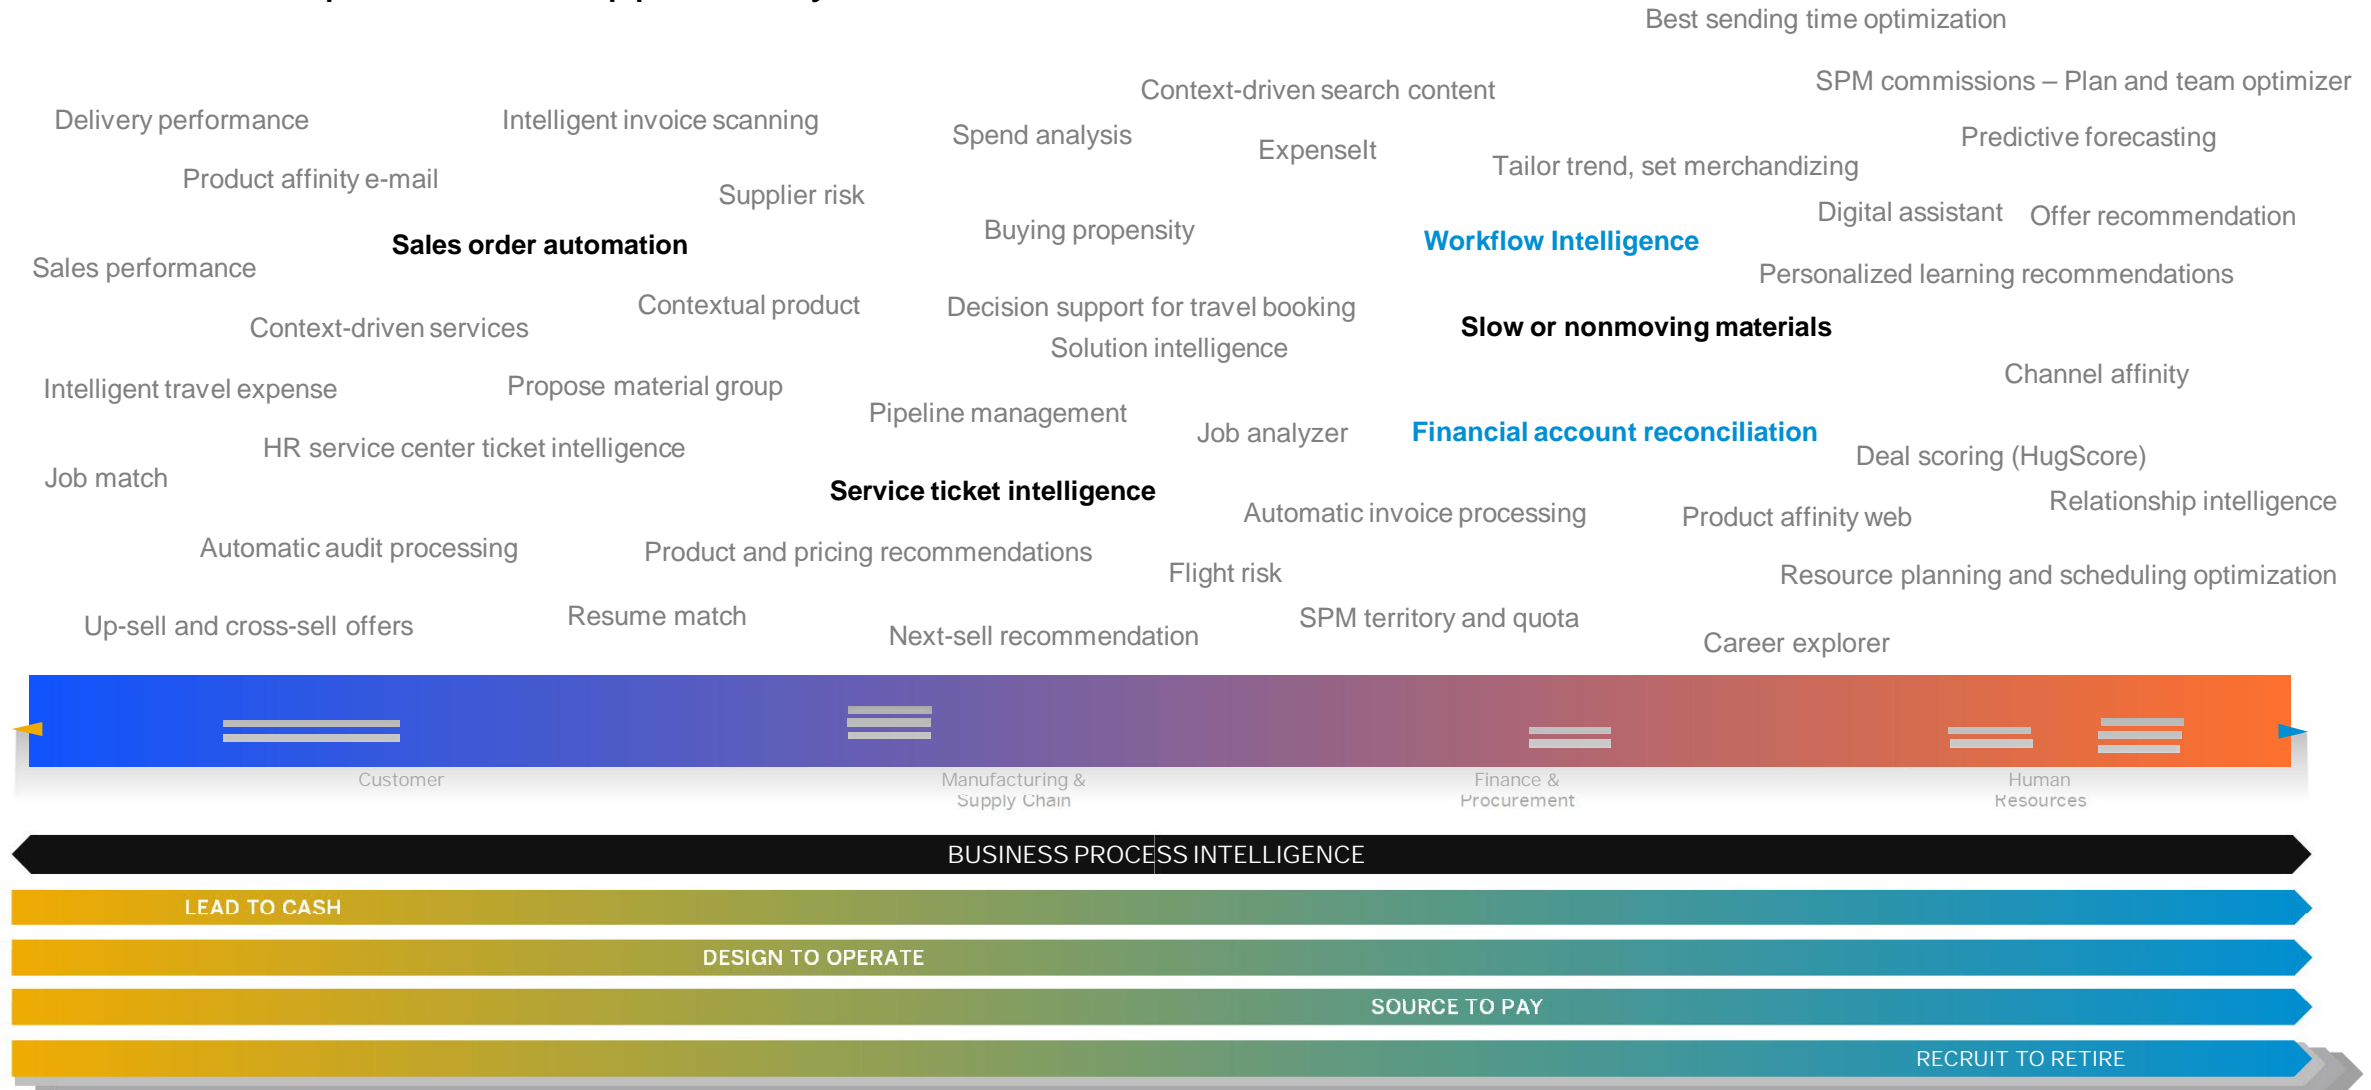 Best sending time optimization
SPM commissions – Plan and team optimizer
Context-driven search content
Delivery performance
Intelligent invoice scanning
Spend analysis
Predictive forecasting
ExpenseIt
Tailor trend, set merchandizing
Product affinity e-mail
Supplier risk
Digital assistant
Offer recommendation
Buying propensity
Workflow Intelligence
Sales order automation
Sales performance
Personalized learning recommendations
Contextual product
Decision support for travel booking
Context-driven services
Slow or nonmoving materials
Solution intelligence
Channel affinity
Intelligent travel expense
Propose material group
Pipeline management
Job analyzer
Financial account reconciliation
HR service center ticket intelligence
Deal scoring (HugScore)
Job match
Service ticket intelligence
Relationship intelligence
Automatic invoice processing
Product affinity web
Automatic audit processing
Product and pricing recommendations
Flight risk
Resource planning and scheduling optimization
Resume match
SPM territory and quota
Up-sell and cross-sell offers
Next-sell recommendation
Career explorer
Customer
Manufacturing &
Supply Chain
Finance &
Procurement
Human
Resources
BUSINESS PROCESS INTELLIGENCE
LEAD TO CASH
DESIGN TO OPERATE
SOURCE TO PAY
RECRUIT TO RETIRE